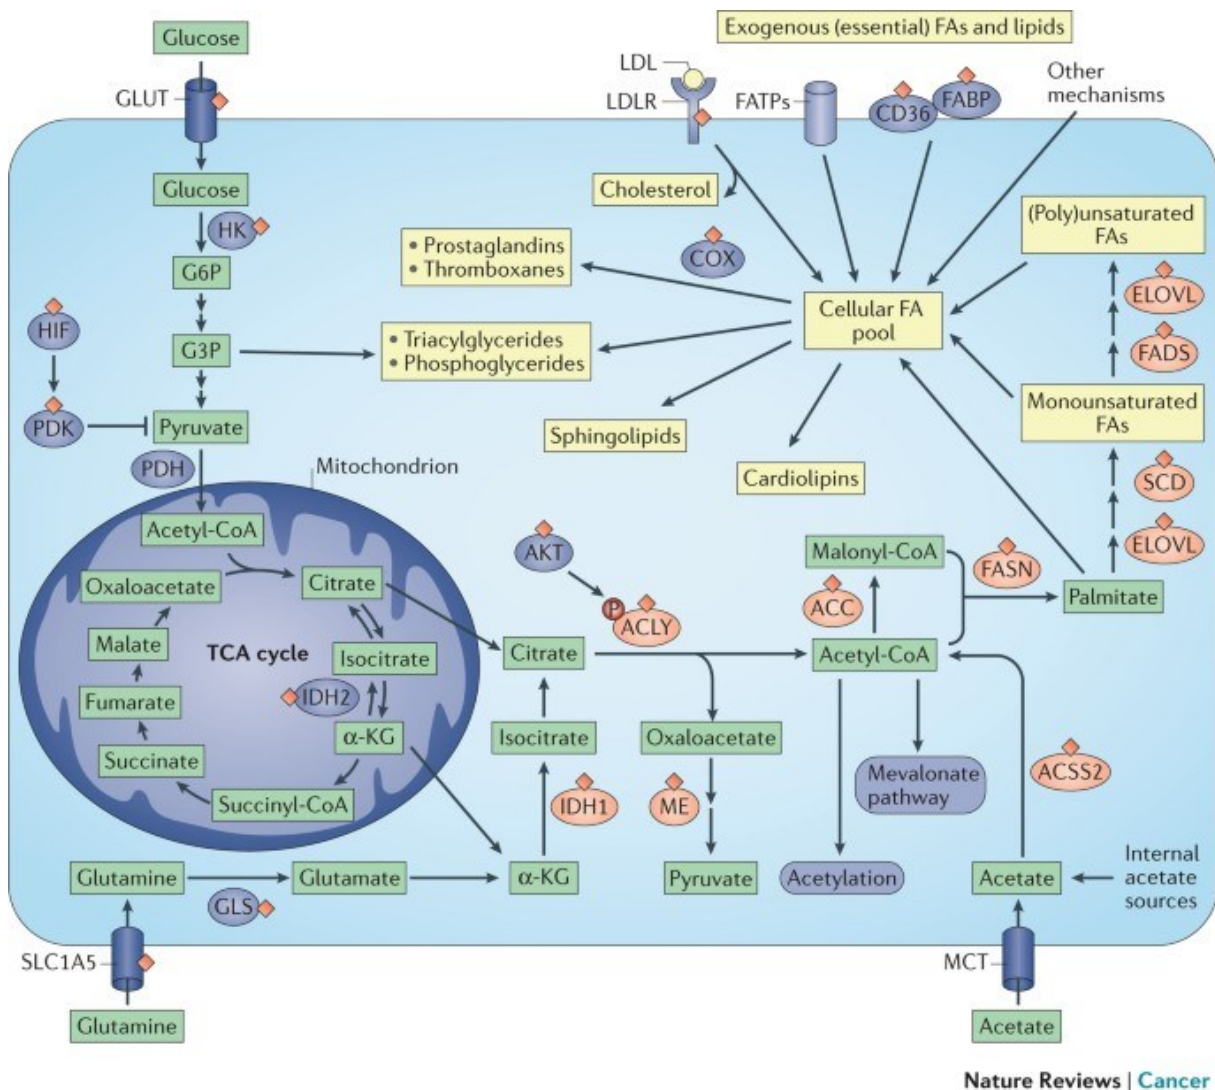 Glucose
Exogenous (essential) FAs and lipids
LDL
GLUT
LDLR
FATPs
CD36
FABP
Other
mechanisms
Glucose
Cholesterol
HK
(Poly)unsaturated
FAs
• Prostaglandins
• Thromboxanes
COX
G6P
ELOVL
Cellular FA
pool
HIF
G3P
• Triacylglycerides
• Phosphoglycerides
FADS
Monounsaturated
FAs
PDK
Pyruvate
Sphingolipids
PDH
Mitochondrion
Cardiolipins
SCD
Acetyl-CoA
AKT
Malonyl-CoA
FASN
ELOVL
Oxaloacetate
Citrate
P
ACLY
ACC
Palmitate
Malate
TCA cycle
Isocitrate
Citrate
Acetyl-CoA
IDH2
Fumarate
α-KG
Isocitrate
Oxaloacetate
Succinate
Mevalonate
pathway
ACSS2
Succinyl-CoA
IDH1
ME
Glutamine
Glutamate
α-KG
Pyruvate
Acetylation
Acetate
Internal
acetate
sources
GLS
SLC1A5
MCT
Glutamine
Acetate
Nature Reviews | Cancer